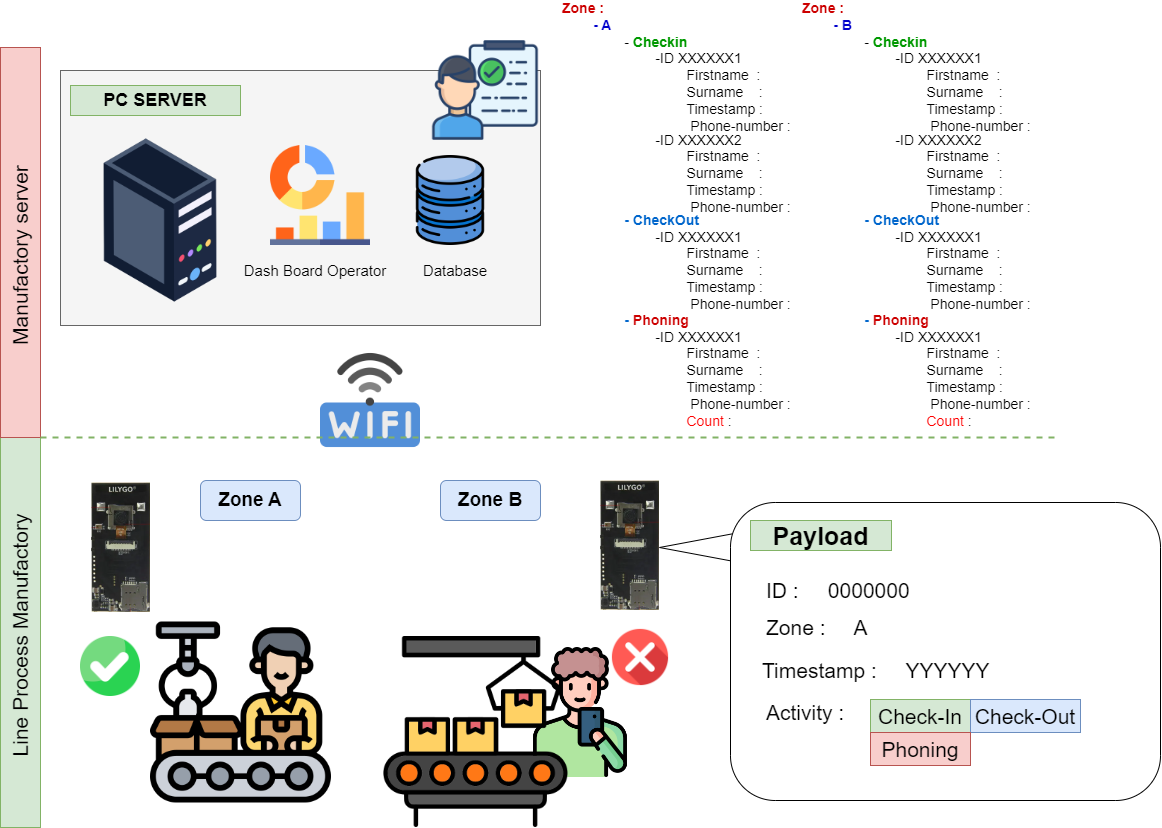 Manufactory server
PC SERVER
Dash Board Operator
Database
WIFI
Zone :
- A
- Checkin
-ID XXXXXX1
Firstname :
Surname :
Timestamp :
Phone-number :
-ID XXXXXX2
Firstname :
Surname :
Timestamp :
Phone-number :
- CheckOut
-ID XXXXXX1
Firstname :
Surname :
Timestamp :
Phone-number :
- Phoning
-ID XXXXXX1
Firstname :
Surname :
Timestamp :
Phone-number :
Count :
Zone :
- B
- Checkin
-ID XXXXXX1
Firstname :
Surname :
Timestamp :
Phone-number :
-ID XXXXXX2
Firstname :
Surname :
Timestamp :
Phone-number :
- CheckOut
-ID XXXXXX1
Firstname :
Surname :
Timestamp :
Phone-number :
- Phoning
-ID XXXXXX1
Firstname :
Surname :
Timestamp :
Phone-number :
Count :
Line Process Manufactory
LILYGO
Zone A
Zone B
LILYGO
Payload
ID : 0000000
Zone : A
Timestamp : YYYYYY
Activity : Check-In Check-Out
Phoning